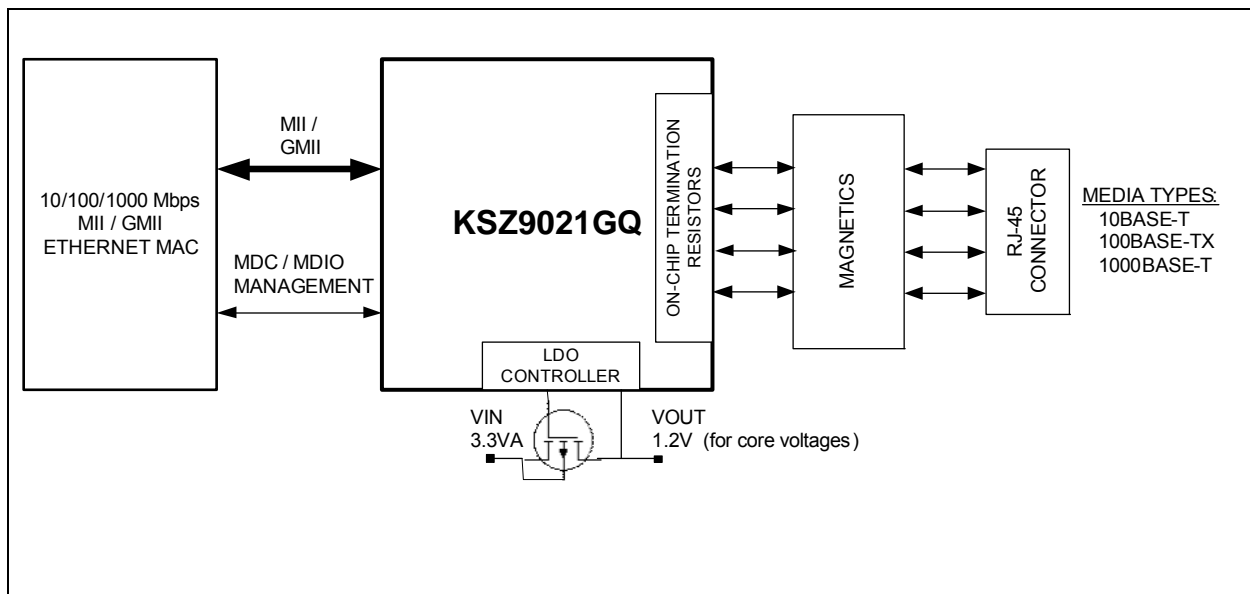 10/100/1000 Mbps
MII / GMII
ETHERNET MAC
MII /
GMII
MDC / MDIO
MANAGEMENT
KSZ9021GQ
ON-CHIP TERMINATION
RESISTORS
LDO
CONTROLLER
VIN
3.3VA
VOUT
1.2V (for core voltages)
MAGNETICS
RJ-45
CONNECTOR
MEDIA TYPES:
10BASE-T
100BASE-TX
1000BASE-T